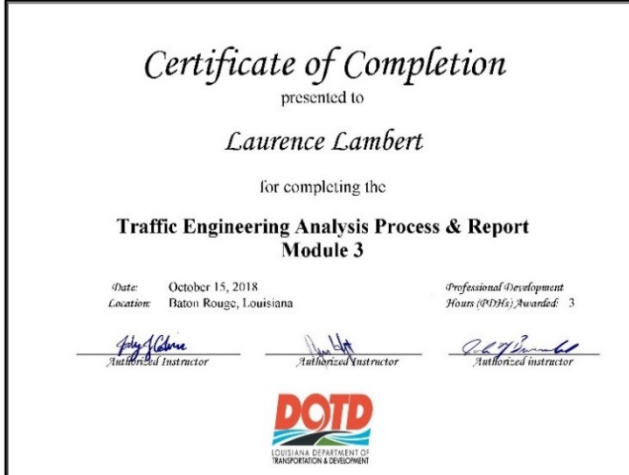 Certificate of Completion
presented to
Laurence Lambert
for completing the
Traffic Engineering Analysis Process & Report
Module 3
Date: October 15, 2018
Location: Baton Rouge, Louisiana
Professional Development
Hours (PDHs) Awarded: 3
Authorized Instructor
Authorized Instructor
Authorized instructor
DOTD
LOUISIANA DEPARTMENT OF
TRANSPORTATION & DEVELOPMENT